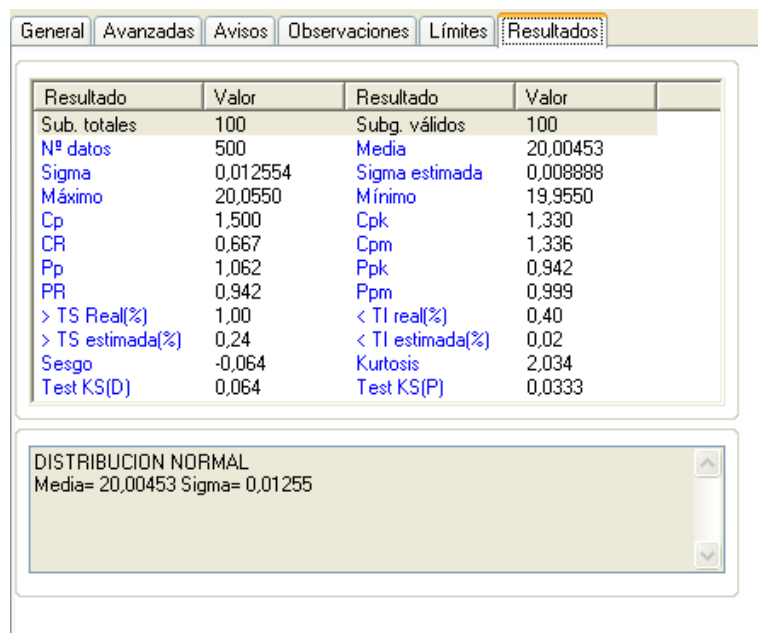 General Avanzadas Avisos Observaciones Límites Resultados
Resultado Valor Resultado Valor
Sub. totales 100 Subg. válidos 100
Nº datos 500 Media 20,00453
Sigma 0,012554 Sigma estimada 0,008888
Máximo 20,0550 Mínimo 19,9550
Cp 1,500 Cpk 1,330
CR 0,667 Cpm 1,336
Pp 1,062 Ppk 0,942
PR 0,942 Ppm 0,999
> TS Real(%) 1,00 < TI real(%) 0,40
> TS estimada(%) 0,24 < TI estimada(%) 0,02
Sesgo -0,064 Kurtosis 2,034
Test KS(D) 0,064 Test KS(P) 0,0333
DISTRIBUCION NORMAL
Media= 20,00453 Sigma= 0,01255